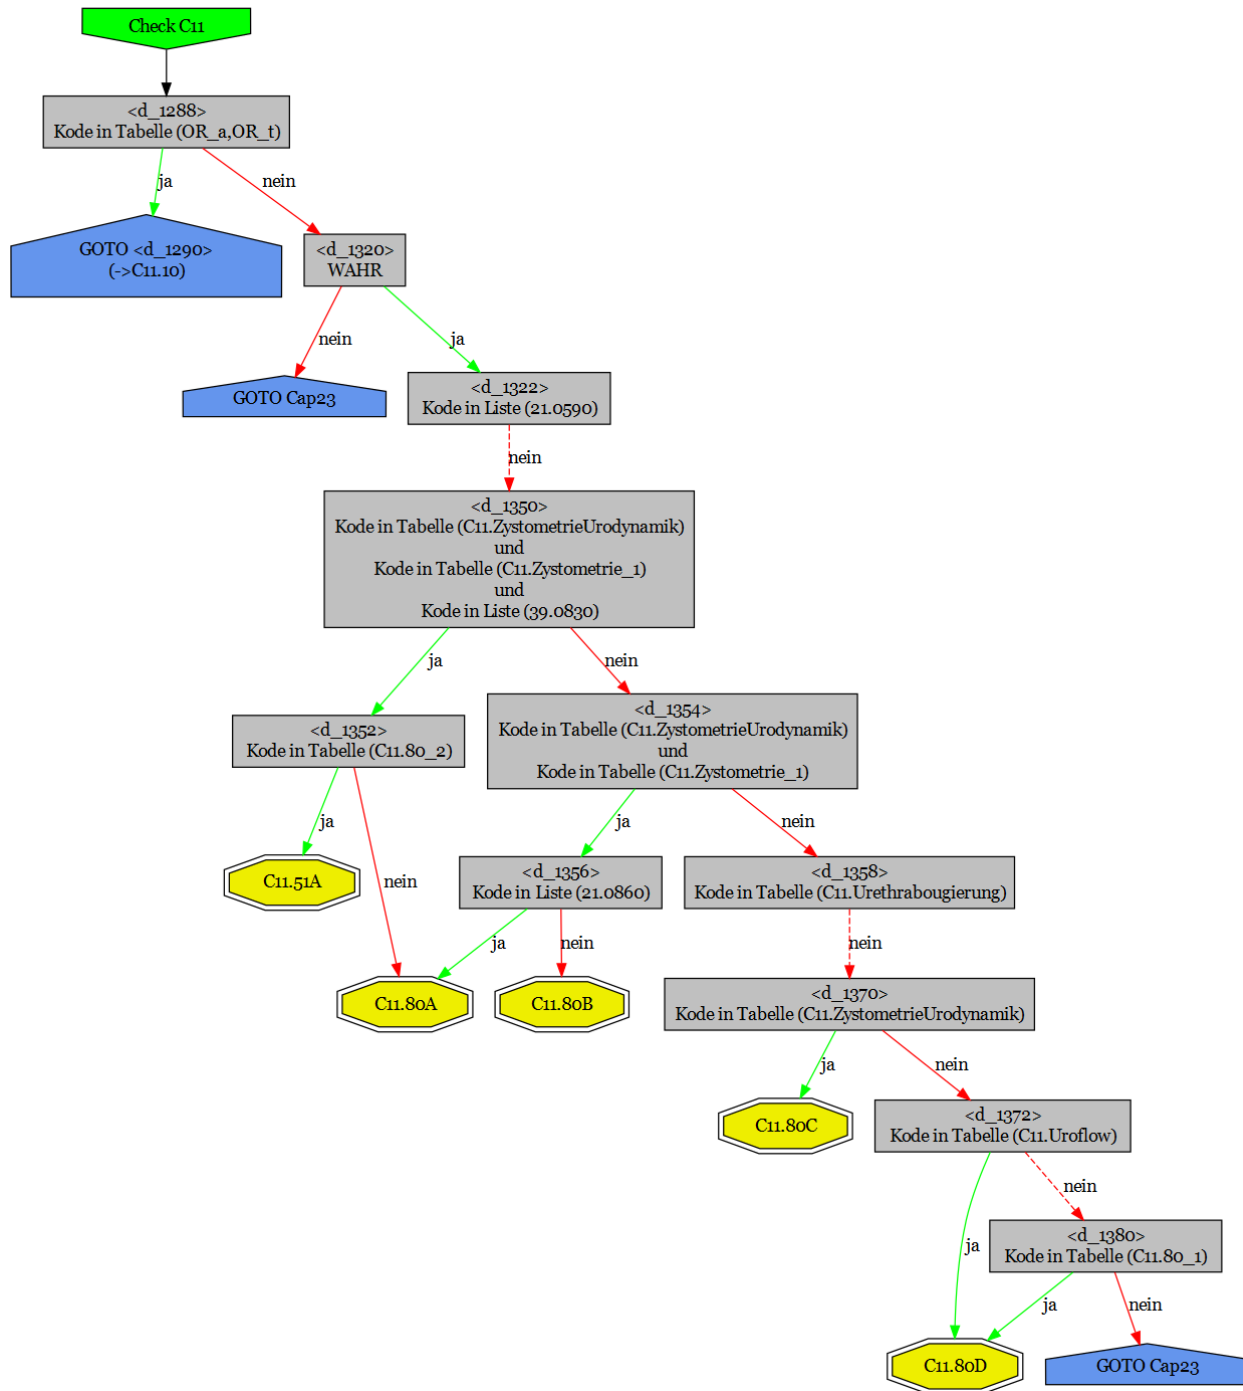 Check C11
<d_1288>
Kode in Tabelle (OR_a,OR_t)
ja
nein
GOTO <d_1290>
(->C11.10)
<d_1320>
WAHR
nein
ja
GOTO Cap23
<d_1322>
Kode in Liste (21.0590)
nein
<d_1350>
Kode in Tabelle (C11.ZystometrieUrodynamik)
und
Kode in Tabelle (C11.Zystometrie_1)
und
Kode in Liste (39.0830)
ja
nein
<d_1352>
Kode in Tabelle (C11.80_2)
<d_1354>
Kode in Tabelle (C11.ZystometrieUrodynamik)
und
Kode in Tabelle (C11.Zystometrie_1)
ja
nein
ja
nein
C11.51A
<d_1356>
Kode in Liste (21.0860)
<d_1358>
Kode in Tabelle (C11.Urethrabougierung)
ja
nein
nein
C11.80A
C11.80B
<d_1370>
Kode in Tabelle (C11.ZystometrieUrodynamik)
ja
nein
C11.80C
<d_1372>
Kode in Tabelle (C11.Uroflow)
ja
nein
<d_1380>
Kode in Tabelle (C11.80_1)
ja
nein
C11.80D
GOTO Cap23